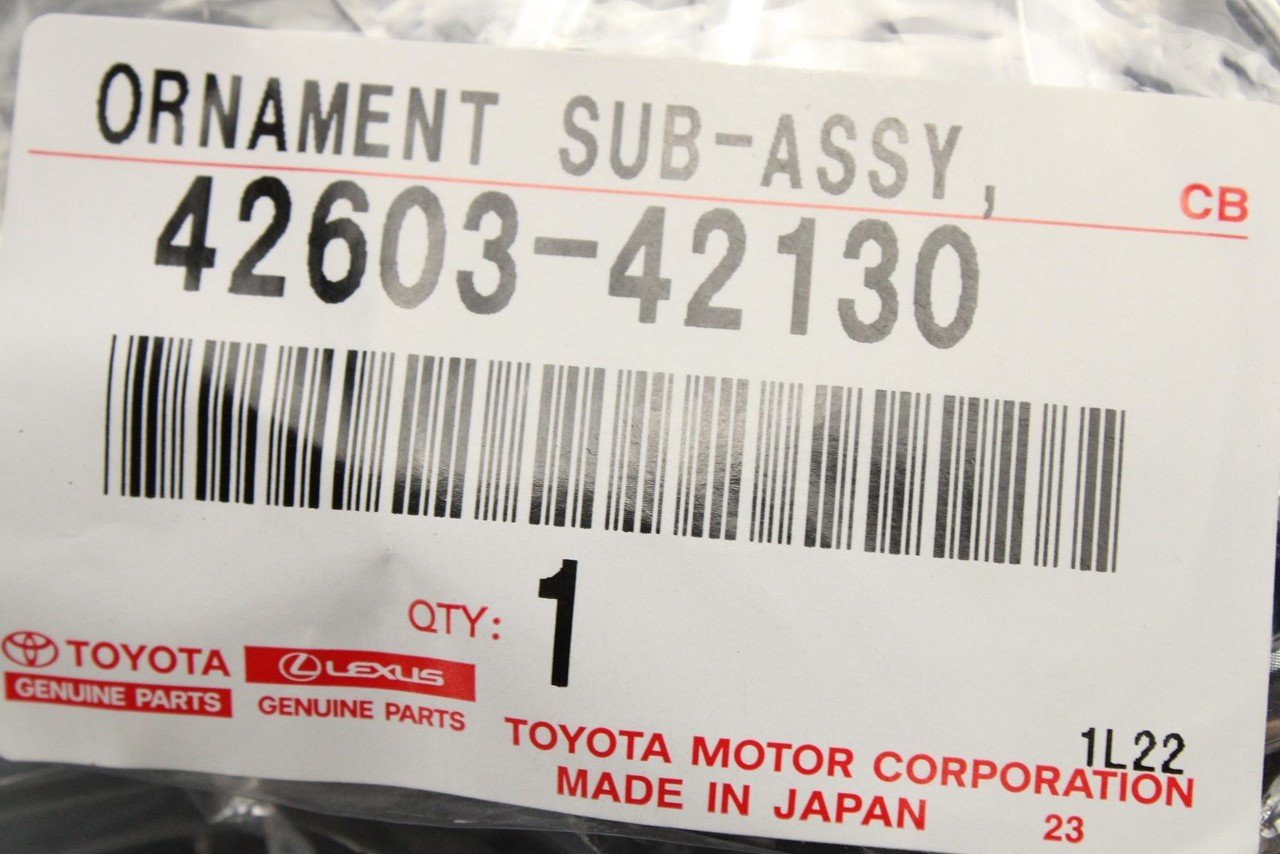 ORNAMENT SUB-ASSY,
CB
42603-42130
QTY: 1
TOYOTA
GENUINE PARTS
LEXUS
GENUINE PARTS
1L22
TOYOTA MOTOR CORPORATION
MADE IN JAPAN
23